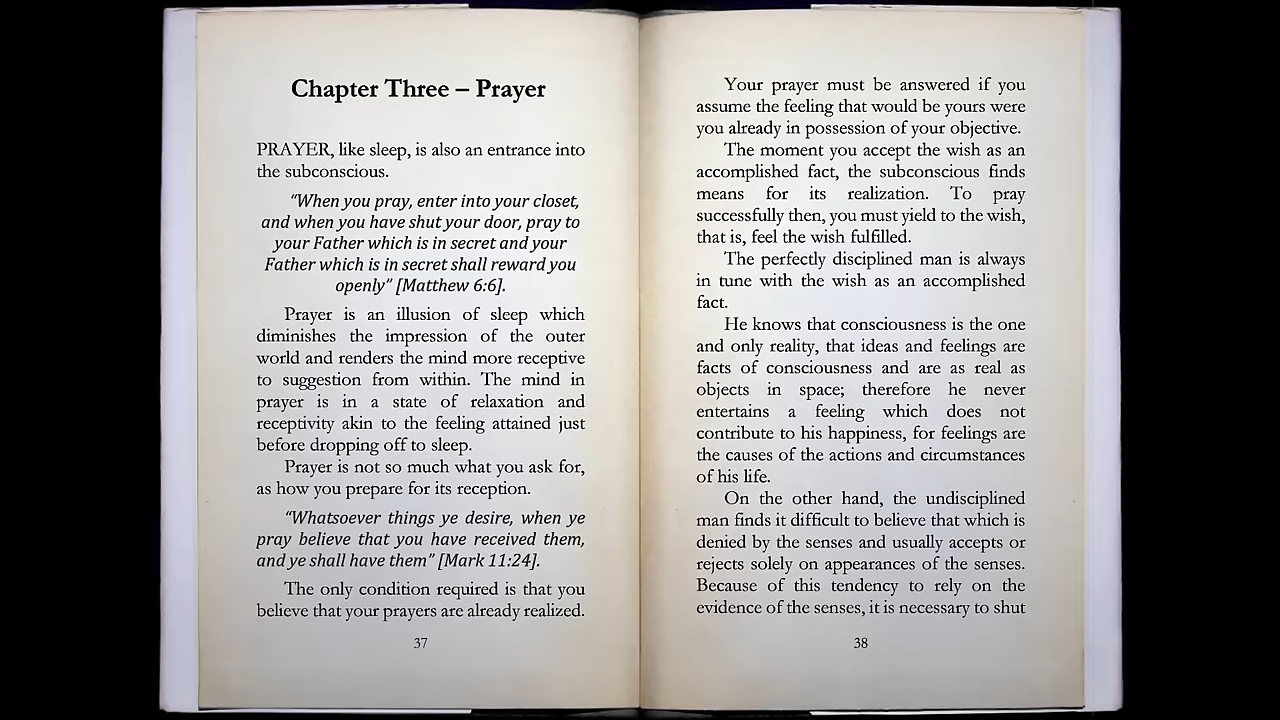 Chapter Three – Prayer
PRAYER, like sleep, is also an entrance into
the subconscious.
“When you pray, enter into your closet,
and when you have shut your door, pray to
your Father which is in secret and your
Father which is in secret shall reward you
openly” [Matthew 6:6].
Prayer is an illusion of sleep which
diminishes the impression of the outer
world and renders the mind more receptive
to suggestion from within. The mind in
prayer is in a state of relaxation and
receptivity akin to the feeling attained just
before dropping off to sleep.
Prayer is not so much what you ask for,
as how you prepare for its reception.
“Whatsoever things ye desire, when ye
pray believe that you have received them,
and ye shall have them” [Mark 11:24].
The only condition required is that you
believe that your prayers are already realized.
37
Your prayer must be answered if you
assume the feeling that would be yours were
you already in possession of your objective.
The moment you accept the wish as an
accomplished fact, the subconscious finds
means for its realization. To pray
successfully then, you must yield to the wish,
that is, feel the wish fulfilled.
The perfectly disciplined man is always
in tune with the wish as an accomplished
fact.
He knows that consciousness is the one
and only reality, that ideas and feelings are
facts of consciousness and are as real as
objects in space; therefore he never
entertains a feeling which does not
contribute to his happiness, for feelings are
the causes of the actions and circumstances
of his life.
On the other hand, the undisciplined
man finds it difficult to believe that which is
denied by the senses and usually accepts or
rejects solely on appearances of the senses.
Because of this tendency to rely on the
evidence of the senses, it is necessary to shut
38